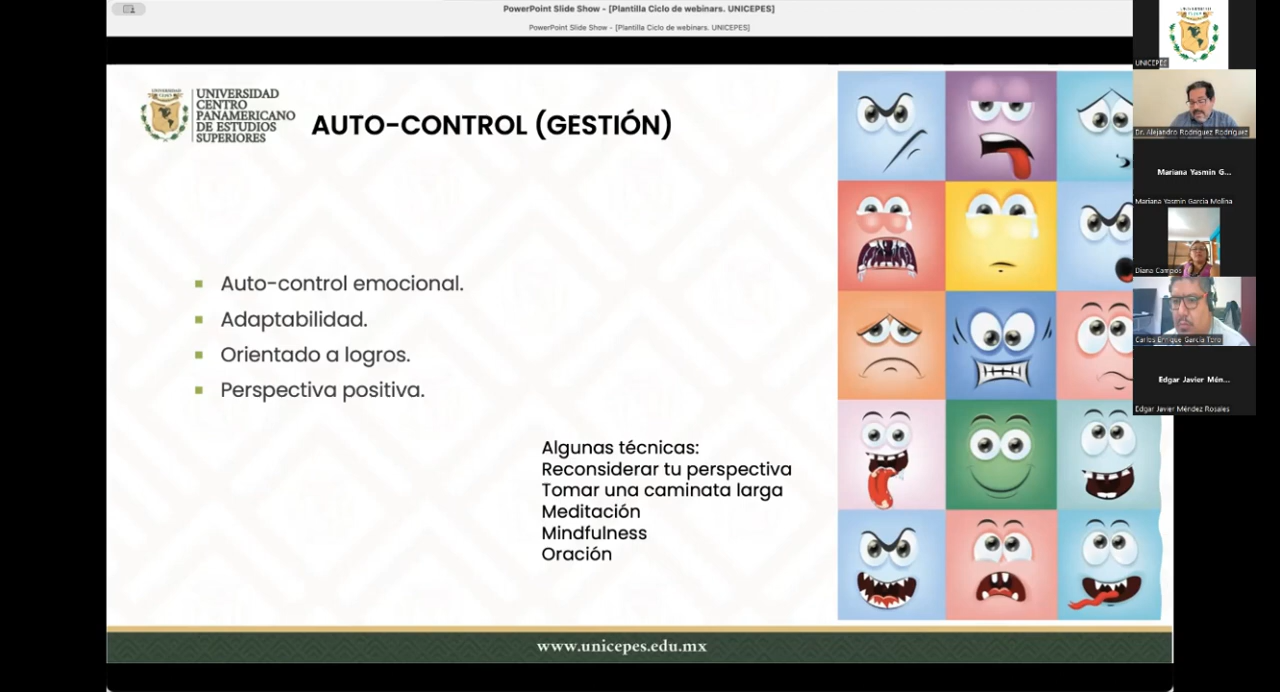 PowerPoint Slide Show - [Plantilla Ciclo de webinars. UNICEPES]
PowerPoint Slide Show - [Plantilla Ciclo de webinars. UNICEPES]
UNIVERSIDAD
CENTRO
PANAMERICANO
DE ESTUDIOS
SUPERIORES
AUTO-CONTROL (GESTIÓN)
Auto-control emocional.
Adaptabilidad.
Orientado a logros.
Perspectiva positiva.
Algunas técnicas:
Reconsiderar tu perspectiva
Tomar una caminata larga
Meditación
Mindfulness
Oración
www.unicepes.edu.mx
UNICEPES
Dr. Alejandro Rodríguez Rodríguez
Mariana Yasmin G...
Mariana Yasmin García Molina
Diana Campos
Carlos Enrique García Toro
Edgar Javier Mén...
Edgar Javier Méndez Rosales